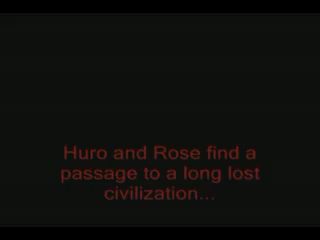 Huro and Rose find a
passage to a long lost
civilization...